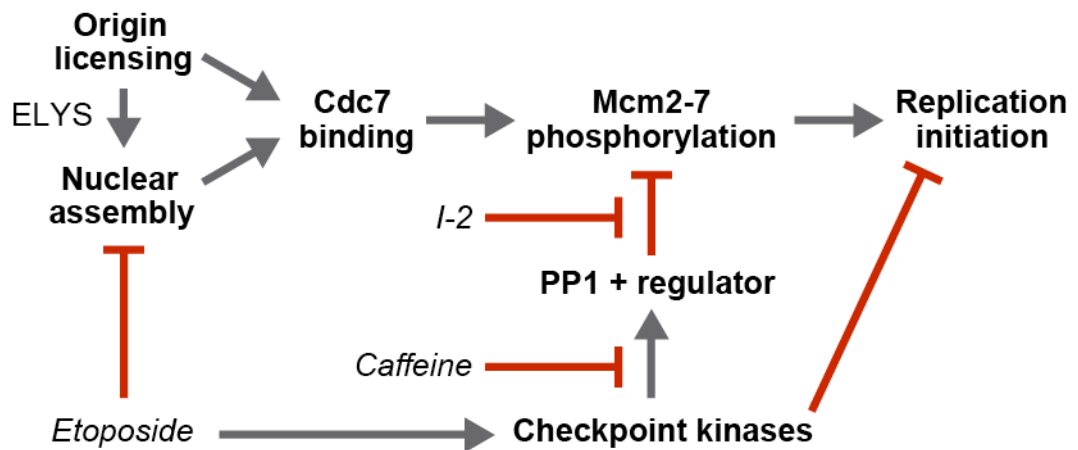 Origin
licensing
ELYS
Nuclear
assembly
Cdc7
binding
Mcm2-7
phosphorylation
Replication
initiation
I-2
PP1 + regulator
Caffeine
Etoposide
Checkpoint kinases